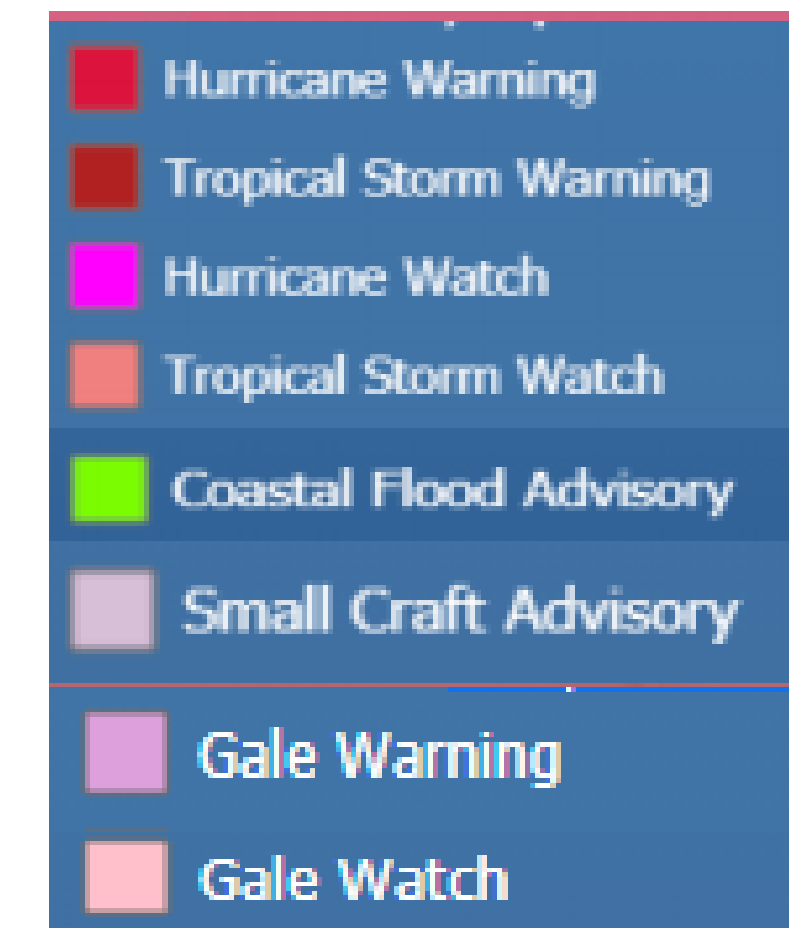 Hurricane Warning
Tropical Storm Warning
Hurricane Watch
Tropical Storm Watch
Coastal Flood Advisory
Small Craft Advisory
Gale Warning
Gale Watch